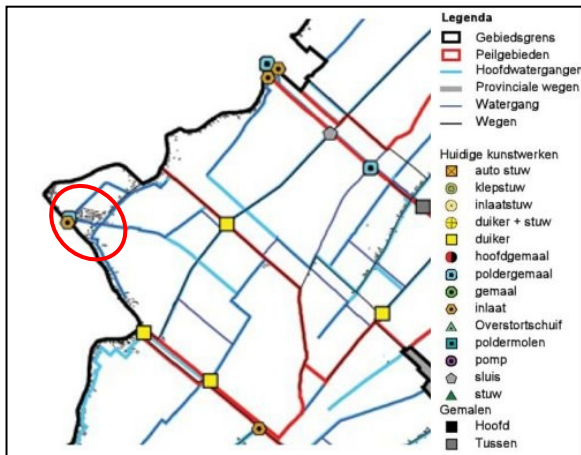 Legenda
Gebiedsgrens
Peilgebieden
Hoofdwatergangen
Provinciale wegen
Watergang
Wegen
Huidige kunstwerken
auto stuw
klepstuw
inlaatstuw
duiker + stuw
duiker
hoofdgemaal
poldergemaal
gemaal
inlaat
Overstortschuif
poldermolen
pomp
sluis
stuw
Gemalen
Hoofd
Tussen